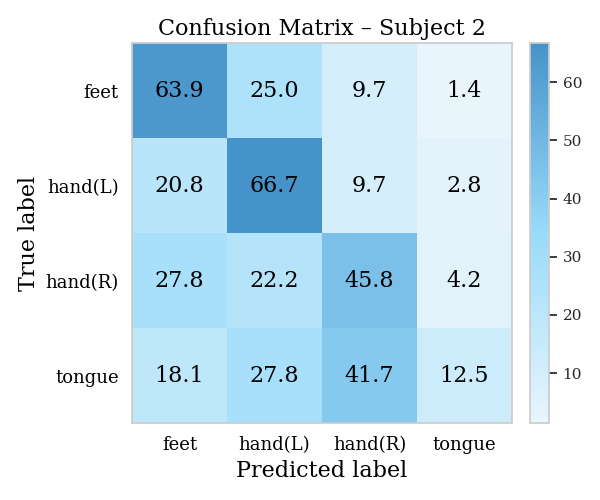 Confusion Matrix – Subject 2
True label
feet 63.9 25.0 9.7 1.4
hand(L) 20.8 66.7 9.7 2.8
hand(R) 27.8 22.2 45.8 4.2
tongue 18.1 27.8 41.7 12.5
feet hand(L) hand(R) tongue
Predicted label
60
50
40
30
20
10